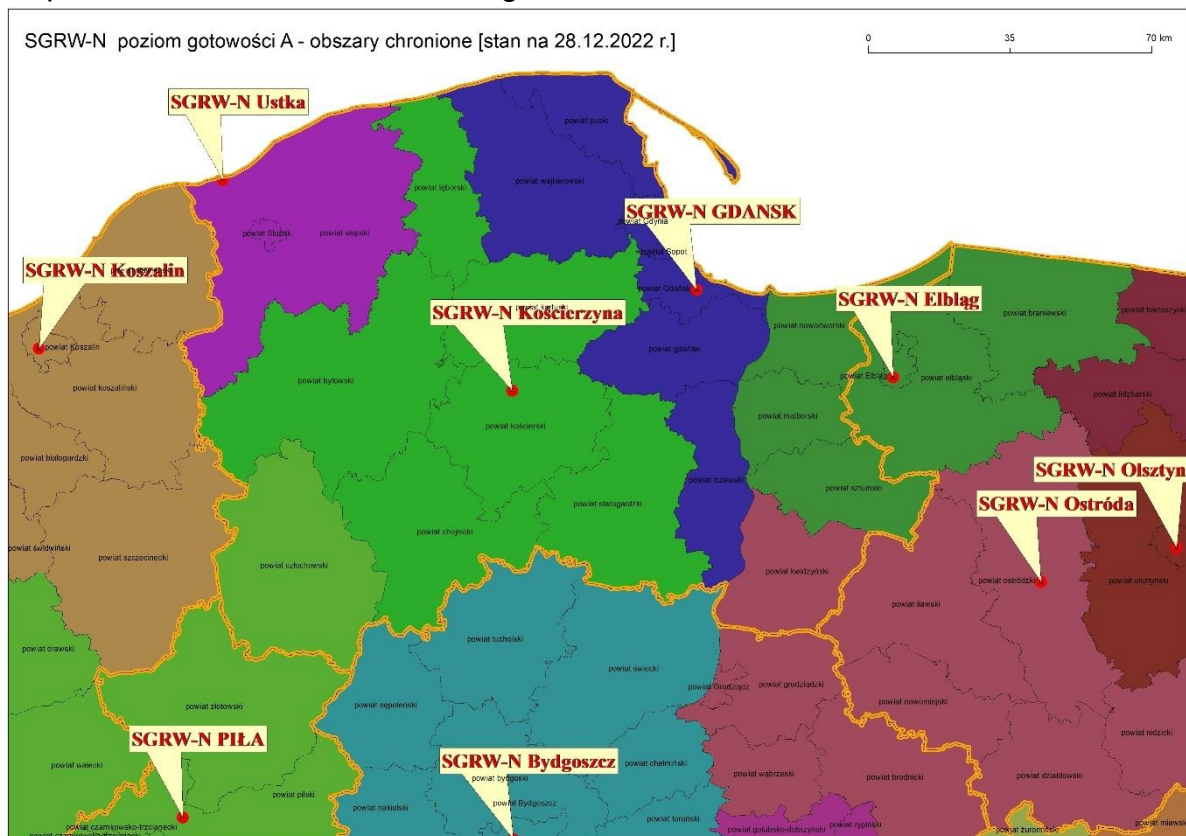 SGRW-N poziom gotowości A - obszary chronione [stan na 28.12.2022 r.]
0 35 70 km
SGRW-N Ustka
powiat pucki
powiat lęborski
powiat wejherowski
SGRW-N GDAŃSK
powiat Gdynia
powiat Słupsk
powiat słupski
powiat Sopot
SGRW-N Koszalin
powiat Gdańsk
SGRW-N Elbląg
SGRW-N Kościerzyna
powiat nowodworski
powiat braniewski
powiat bartoszycki
powiat Koszalin
powiat gdański
powiat koszaliński
powiat bytowski
powiat Elbląg
powiat elbląski
powiat lidzbarski
powiat malborski
powiat kościerski
powiat białogardzki
SGRW-N Olsztyn
powiat tczewski
powiat sztumski
SGRW-N Ostróda
powiat starogardzki
powiat chojnicki
powiat świdwiński
powiat szczecinecki
powiat człuchowski
powiat kwidzyński
powiat ostródzki
powiat olsztyński
powiat iławski
powiat tucholski
powiat drawski
powiat świecki
powiat Grudziądz
powiat grudziądzki
powiat sępoleński
powiat złotowski
powiat nowomiejski
SGRW-N PIŁA
powiat nidzicki
SGRW-N Bydgoszcz
powiat wałecki
powiat chełmiński
powiat wąbrzeski
powiat brodnicki
powiat działdowski
powiat bydgoski
powiat pilski
powiat nakielski
powiat Bydgoszcz
powiat toruński
powiat czarnkowsko-trzcianecki
powiat golubsko-dobrzyński
powiat rypiński
powiat żuromiński
powiat mławski